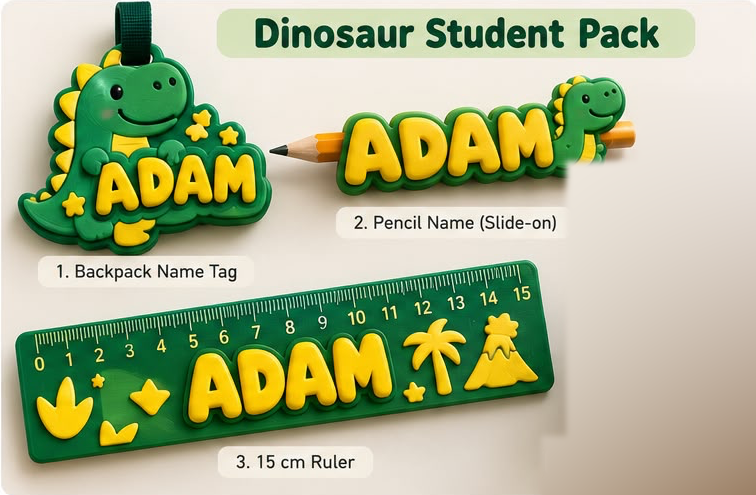 Dinosaur Student Pack
ADAM
1. Backpack Name Tag
ADAM
2. Pencil Name (Slide-on)
0 1 2 3 4 5 6 7 8 9 10 11 12 13 14 15
ADAM
3. 15 cm Ruler